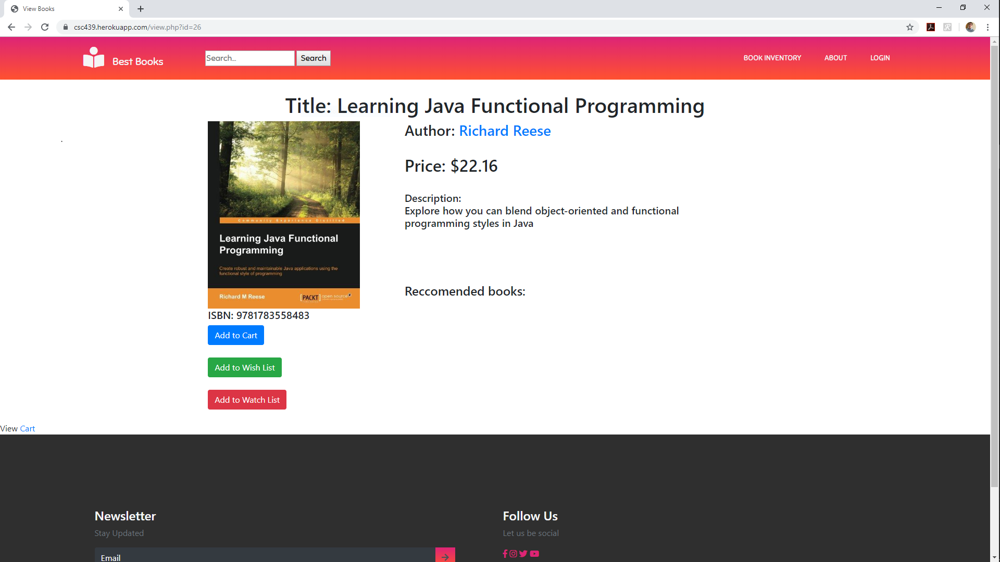 View Books
csc439.herokuapp.com/view.php?id=26
Best Books
Search...
Search
BOOK INVENTORY
ABOUT
LOGIN
Title: Learning Java Functional Programming
Community Experience Distilled
Learning Java Functional
Programming
Create robust and maintainable Java applications using the
functional style of programming
Richard M Reese
[PACKT]
open source
ISBN: 9781783558483
Add to Cart
Add to Wish List
Add to Watch List
Author: Richard Reese
Price: $22.16
Description:
Explore how you can blend object-oriented and functional
programming styles in Java
Reccomended books:
View Cart
Newsletter
Stay Updated
Email
Follow Us
Let us be social